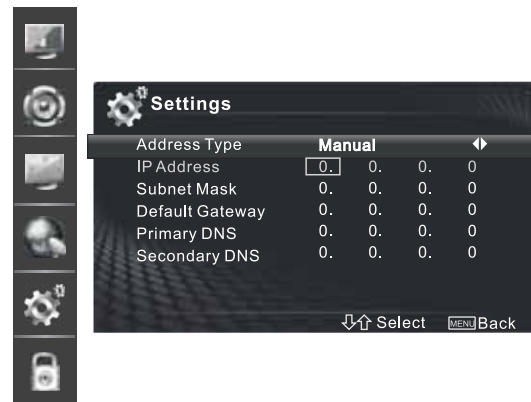 Settings
Address Type Manual
IP Address 0. 0. 0. 0
Subnet Mask 0. 0. 0. 0
Default Gateway 0. 0. 0. 0
Primary DNS 0. 0. 0. 0
Secondary DNS 0. 0. 0. 0
Select MENU Back